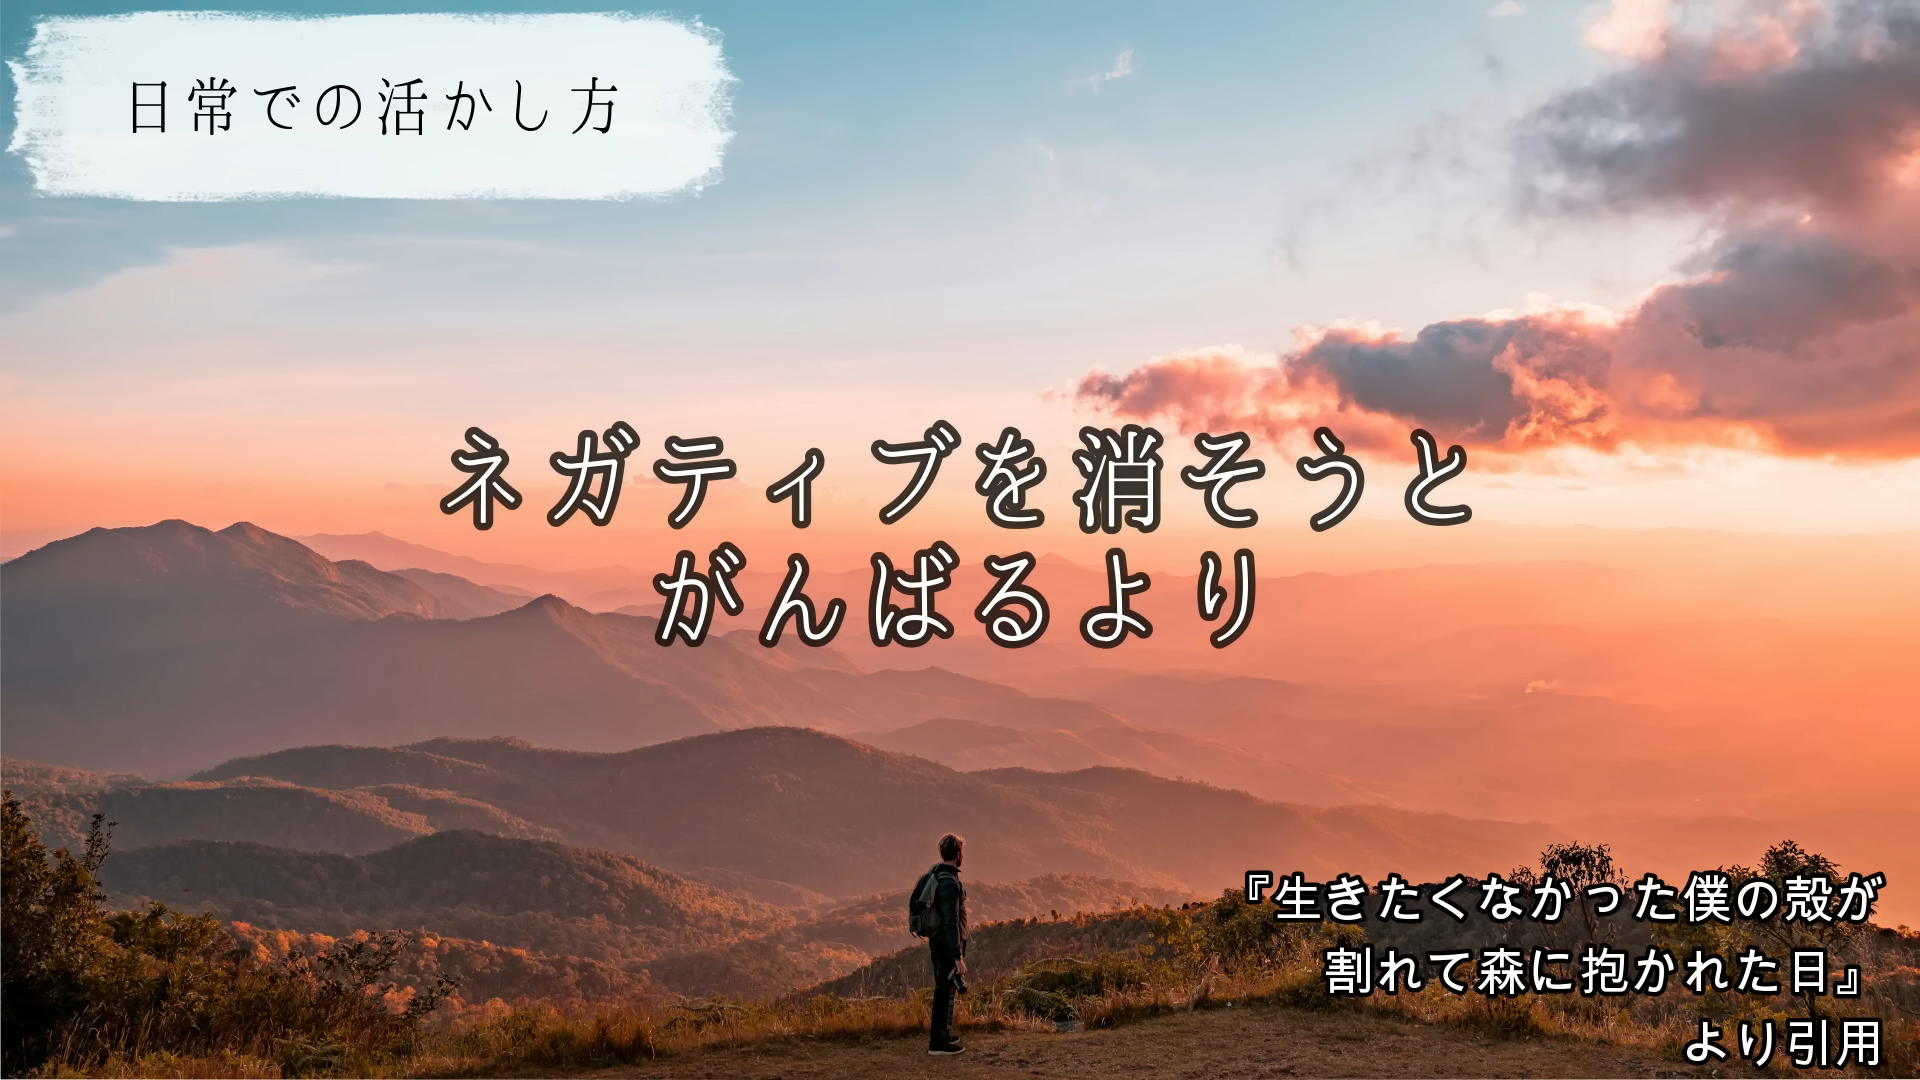 日常での活かし方
ネガティブを消そうと
がんばるより
『生きたくなかった僕の殻が
割れて森に抱かれた日』
より引用